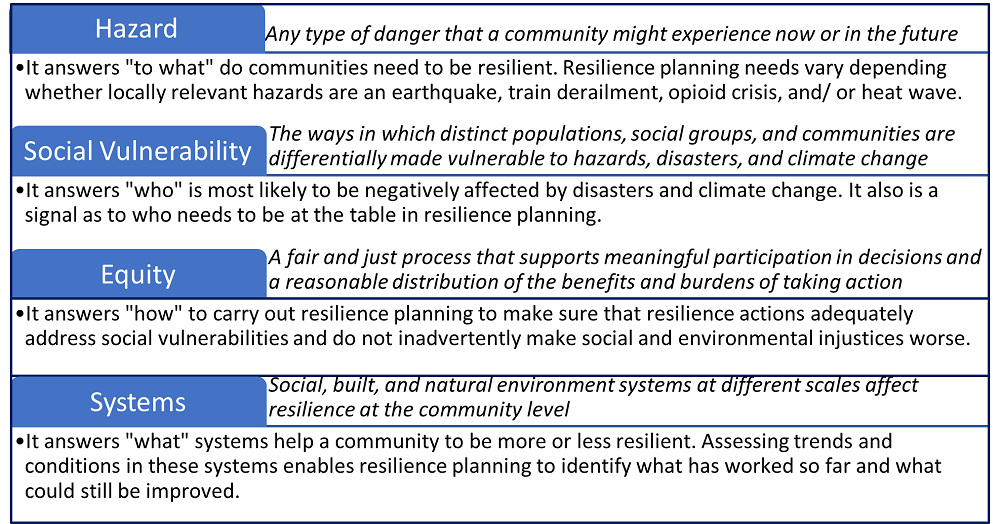 Hazard
Any type of danger that a community might experience now or in the future
•It answers "to what" do communities need to be resilient. Resilience planning needs vary depending
whether locally relevant hazards are an earthquake, train derailment, opioid crisis, and/ or heat wave.
Social Vulnerability
The ways in which distinct populations, social groups, and communities are
differentially made vulnerable to hazards, disasters, and climate change
•It answers "who" is most likely to be negatively affected by disasters and climate change. It also is a
signal as to who needs to be at the table in resilience planning.
Equity
A fair and just process that supports meaningful participation in decisions and
a reasonable distribution of the benefits and burdens of taking action
•It answers "how" to carry out resilience planning to make sure that resilience actions adequately
address social vulnerabilities and do not inadvertently make social and environmental injustices worse.
Systems
Social, built, and natural environment systems at different scales affect
resilience at the community level
•It answers "what" systems help a community to be more or less resilient. Assessing trends and
conditions in these systems enables resilience planning to identify what has worked so far and what
could still be improved.